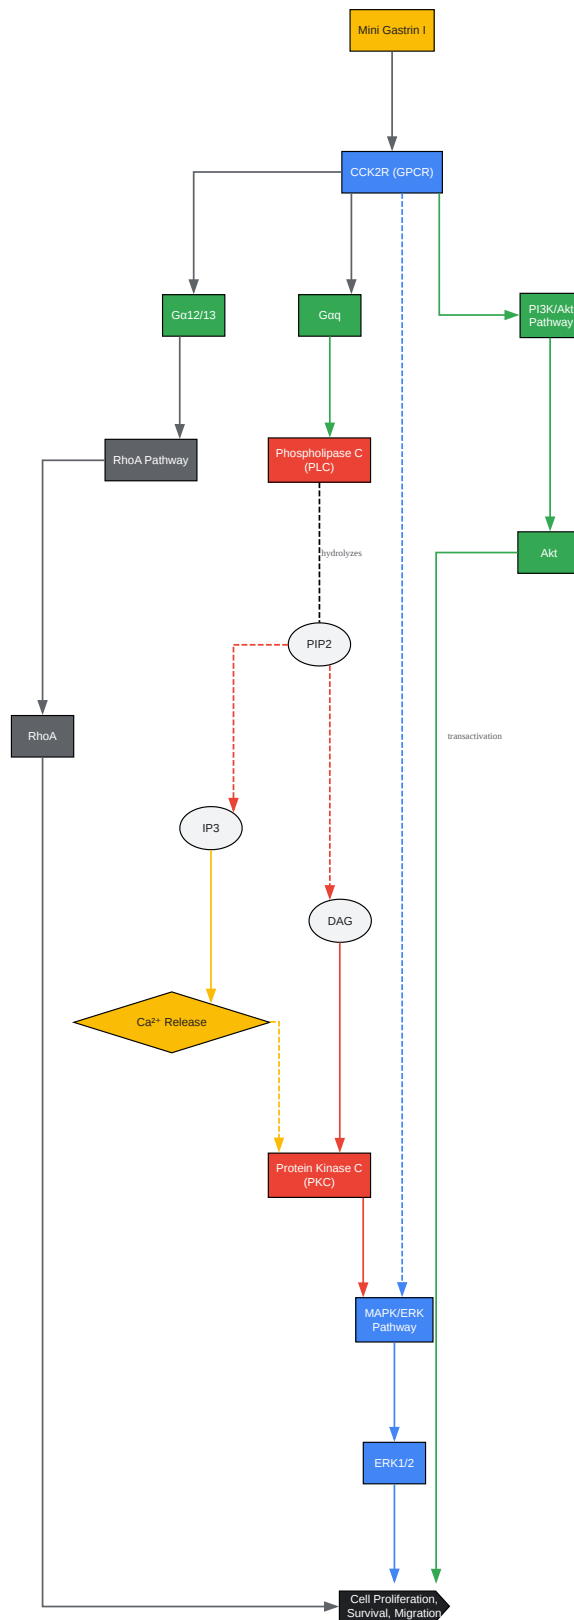 Mini Gastrin I
CCK2R (GPCR)
Gα12/13
Gαq
PI3K/Akt
Pathway
RhoA Pathway
Phospholipase C
(PLC)
hydrolyzes
Akt
PIP2
RhoA
transactivation
IP3
DAG
Ca²⁺ Release
Protein Kinase C
(PKC)
MAPK/ERK
Pathway
ERK1/2
Cell Proliferation,
Survival, Migration